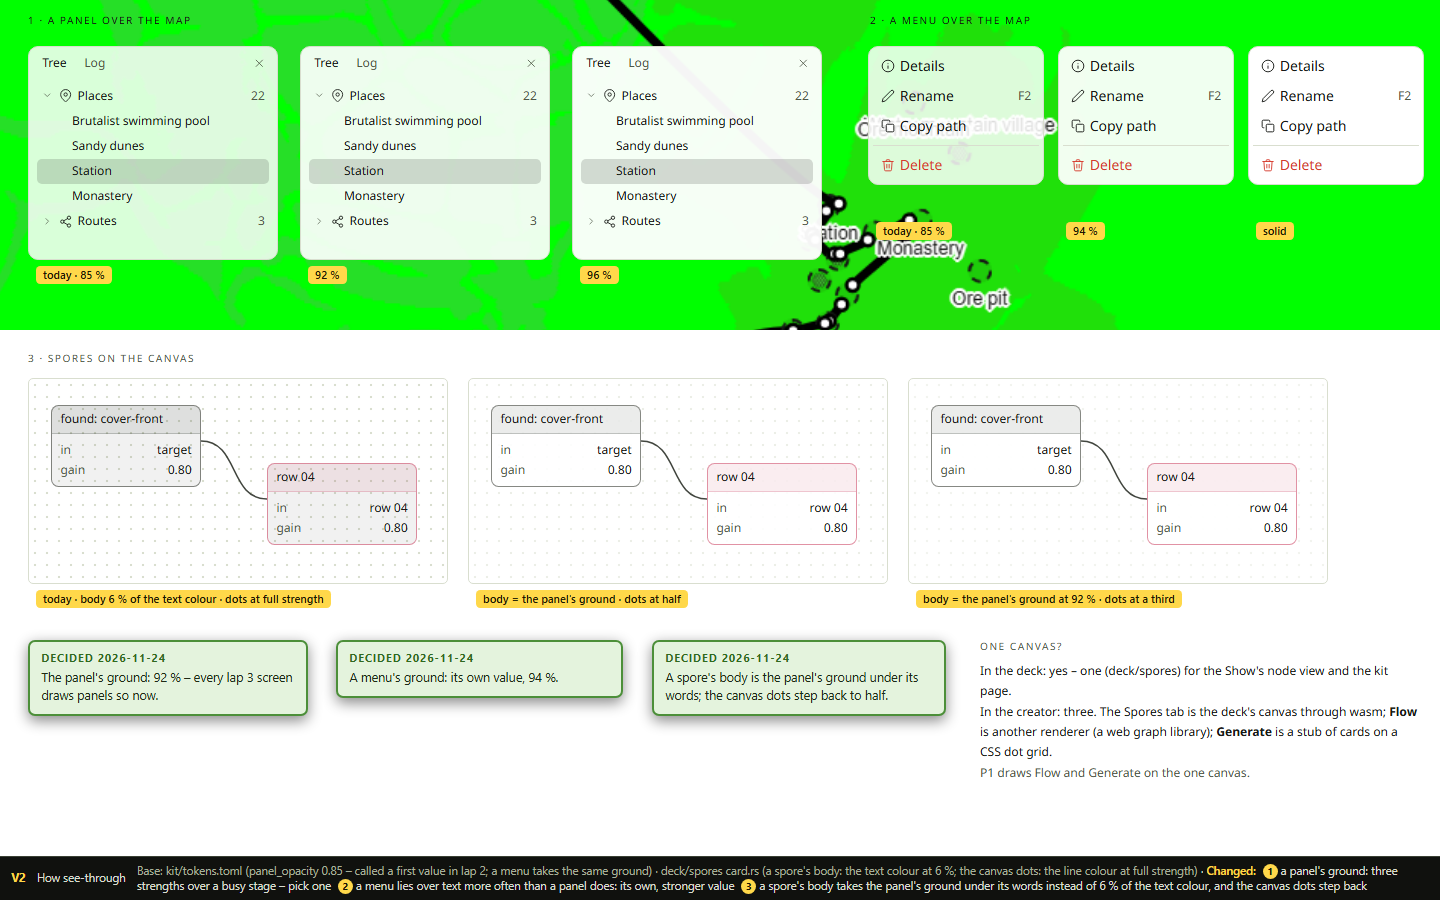 1 · A PANEL OVER THE MAP
Tree Log
Places 22
Brutalist swimming pool
Sandy dunes
Station
Monastery
Routes 3
today · 85 %
Tree Log
Places 22
Brutalist swimming pool
Sandy dunes
Station
Monastery
Routes 3
92 %
Tree Log
Places 22
Brutalist swimming pool
Sandy dunes
Station
Monastery
Routes 3
96 %
2 · A MENU OVER THE MAP
Details
Rename F2
Copy path
Delete
today · 85 %
Details
Rename F2
Copy path
Delete
94 %
Details
Rename F2
Copy path
Delete
solid
village
Monastery
Ore pit
3 · SPORES ON THE CANVAS
found: cover-front
in target
gain 0.80
row 04
in row 04
gain 0.80
today · body 6 % of the text colour · dots at full strength
found: cover-front
in target
gain 0.80
row 04
in row 04
gain 0.80
body = the panel's ground · dots at half
found: cover-front
in target
gain 0.80
row 04
in row 04
gain 0.80
body = the panel's ground at 92 % · dots at a third
DECIDED 2026-11-24
The panel's ground: 92 % – every lap 3 screen
draws panels so now.
DECIDED 2026-11-24
A menu's ground: its own value, 94 %.
DECIDED 2026-11-24
A spore's body is the panel's ground under its
words; the canvas dots step back to half.
ONE CANVAS?
In the deck: yes – one (deck/spores) for the Show's node view and the kit
page.
In the creator: three. The Spores tab is the deck's canvas through wasm; Flow
is another renderer (a web graph library); Generate is a stub of cards on a
CSS dot grid.
P1 draws Flow and Generate on the one canvas.
V2 How see-through
Base: kit/tokens.toml (panel_opacity 0.85 – called a first value in lap 2; a menu takes the same ground) · deck/spores card.rs (a spore's body: the text colour at 6 %; the canvas dots: the line colour at full strength) · Changed: 1 a panel's ground: three
strengths over a busy stage – pick one 2 a menu lies over text more often than a panel does: its own, stronger value 3 a spore's body takes the panel's ground under its words instead of 6 % of the text colour, and the canvas dots step back